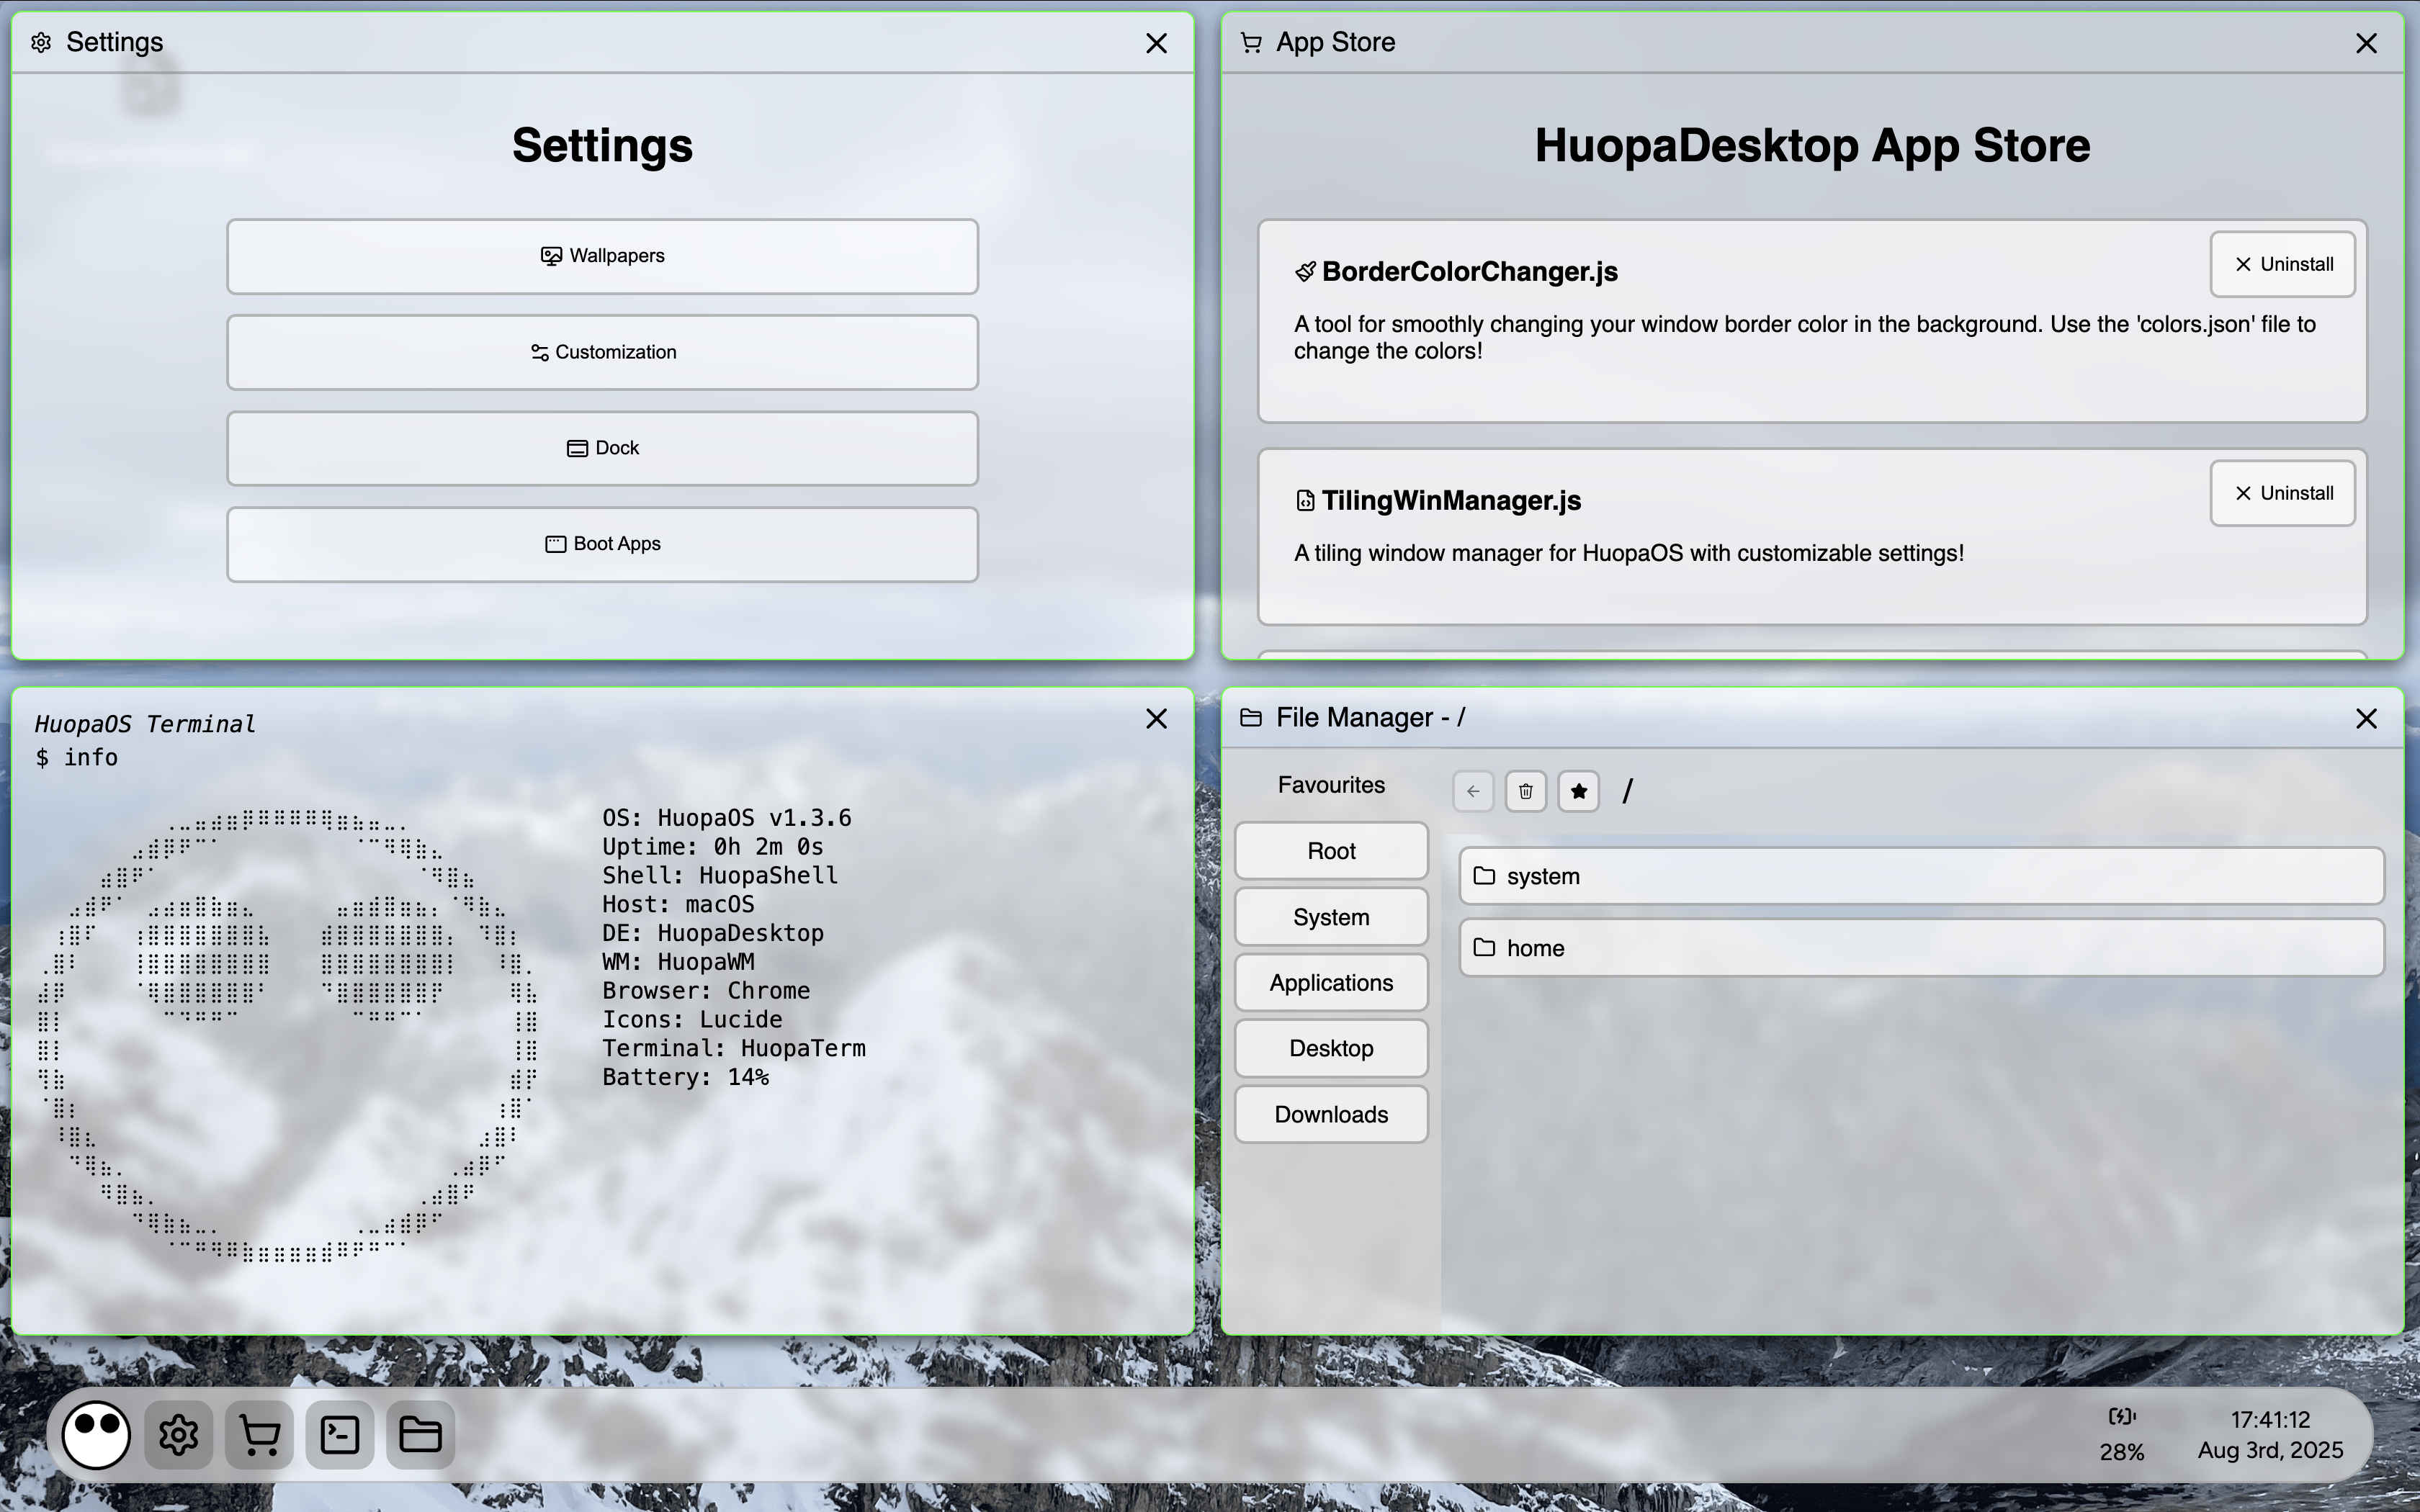 Settings
Settings
Wallpapers
Customization
Dock
Boot Apps
App Store
HuopaDesktop App Store
BorderColorChanger.js
Uninstall
A tool for smoothly changing your window border color in the background. Use the 'colors.json' file to
change the colors!
TilingWinManager.js
Uninstall
A tiling window manager for HuopaOS with customizable settings!
HuopaOS Terminal
$ info
OS: HuopaOS v1.3.6
Uptime: 0h 2m 0s
Shell: HuopaShell
Host: macOS
DE: HuopaDesktop
WM: HuopaWM
Browser: Chrome
Icons: Lucide
Terminal: HuopaTerm
Battery: 14%
File Manager - /
Favourites
Root
System
Applications
Desktop
Downloads
/
system
home
28%
17:41:12
Aug 3rd, 2025